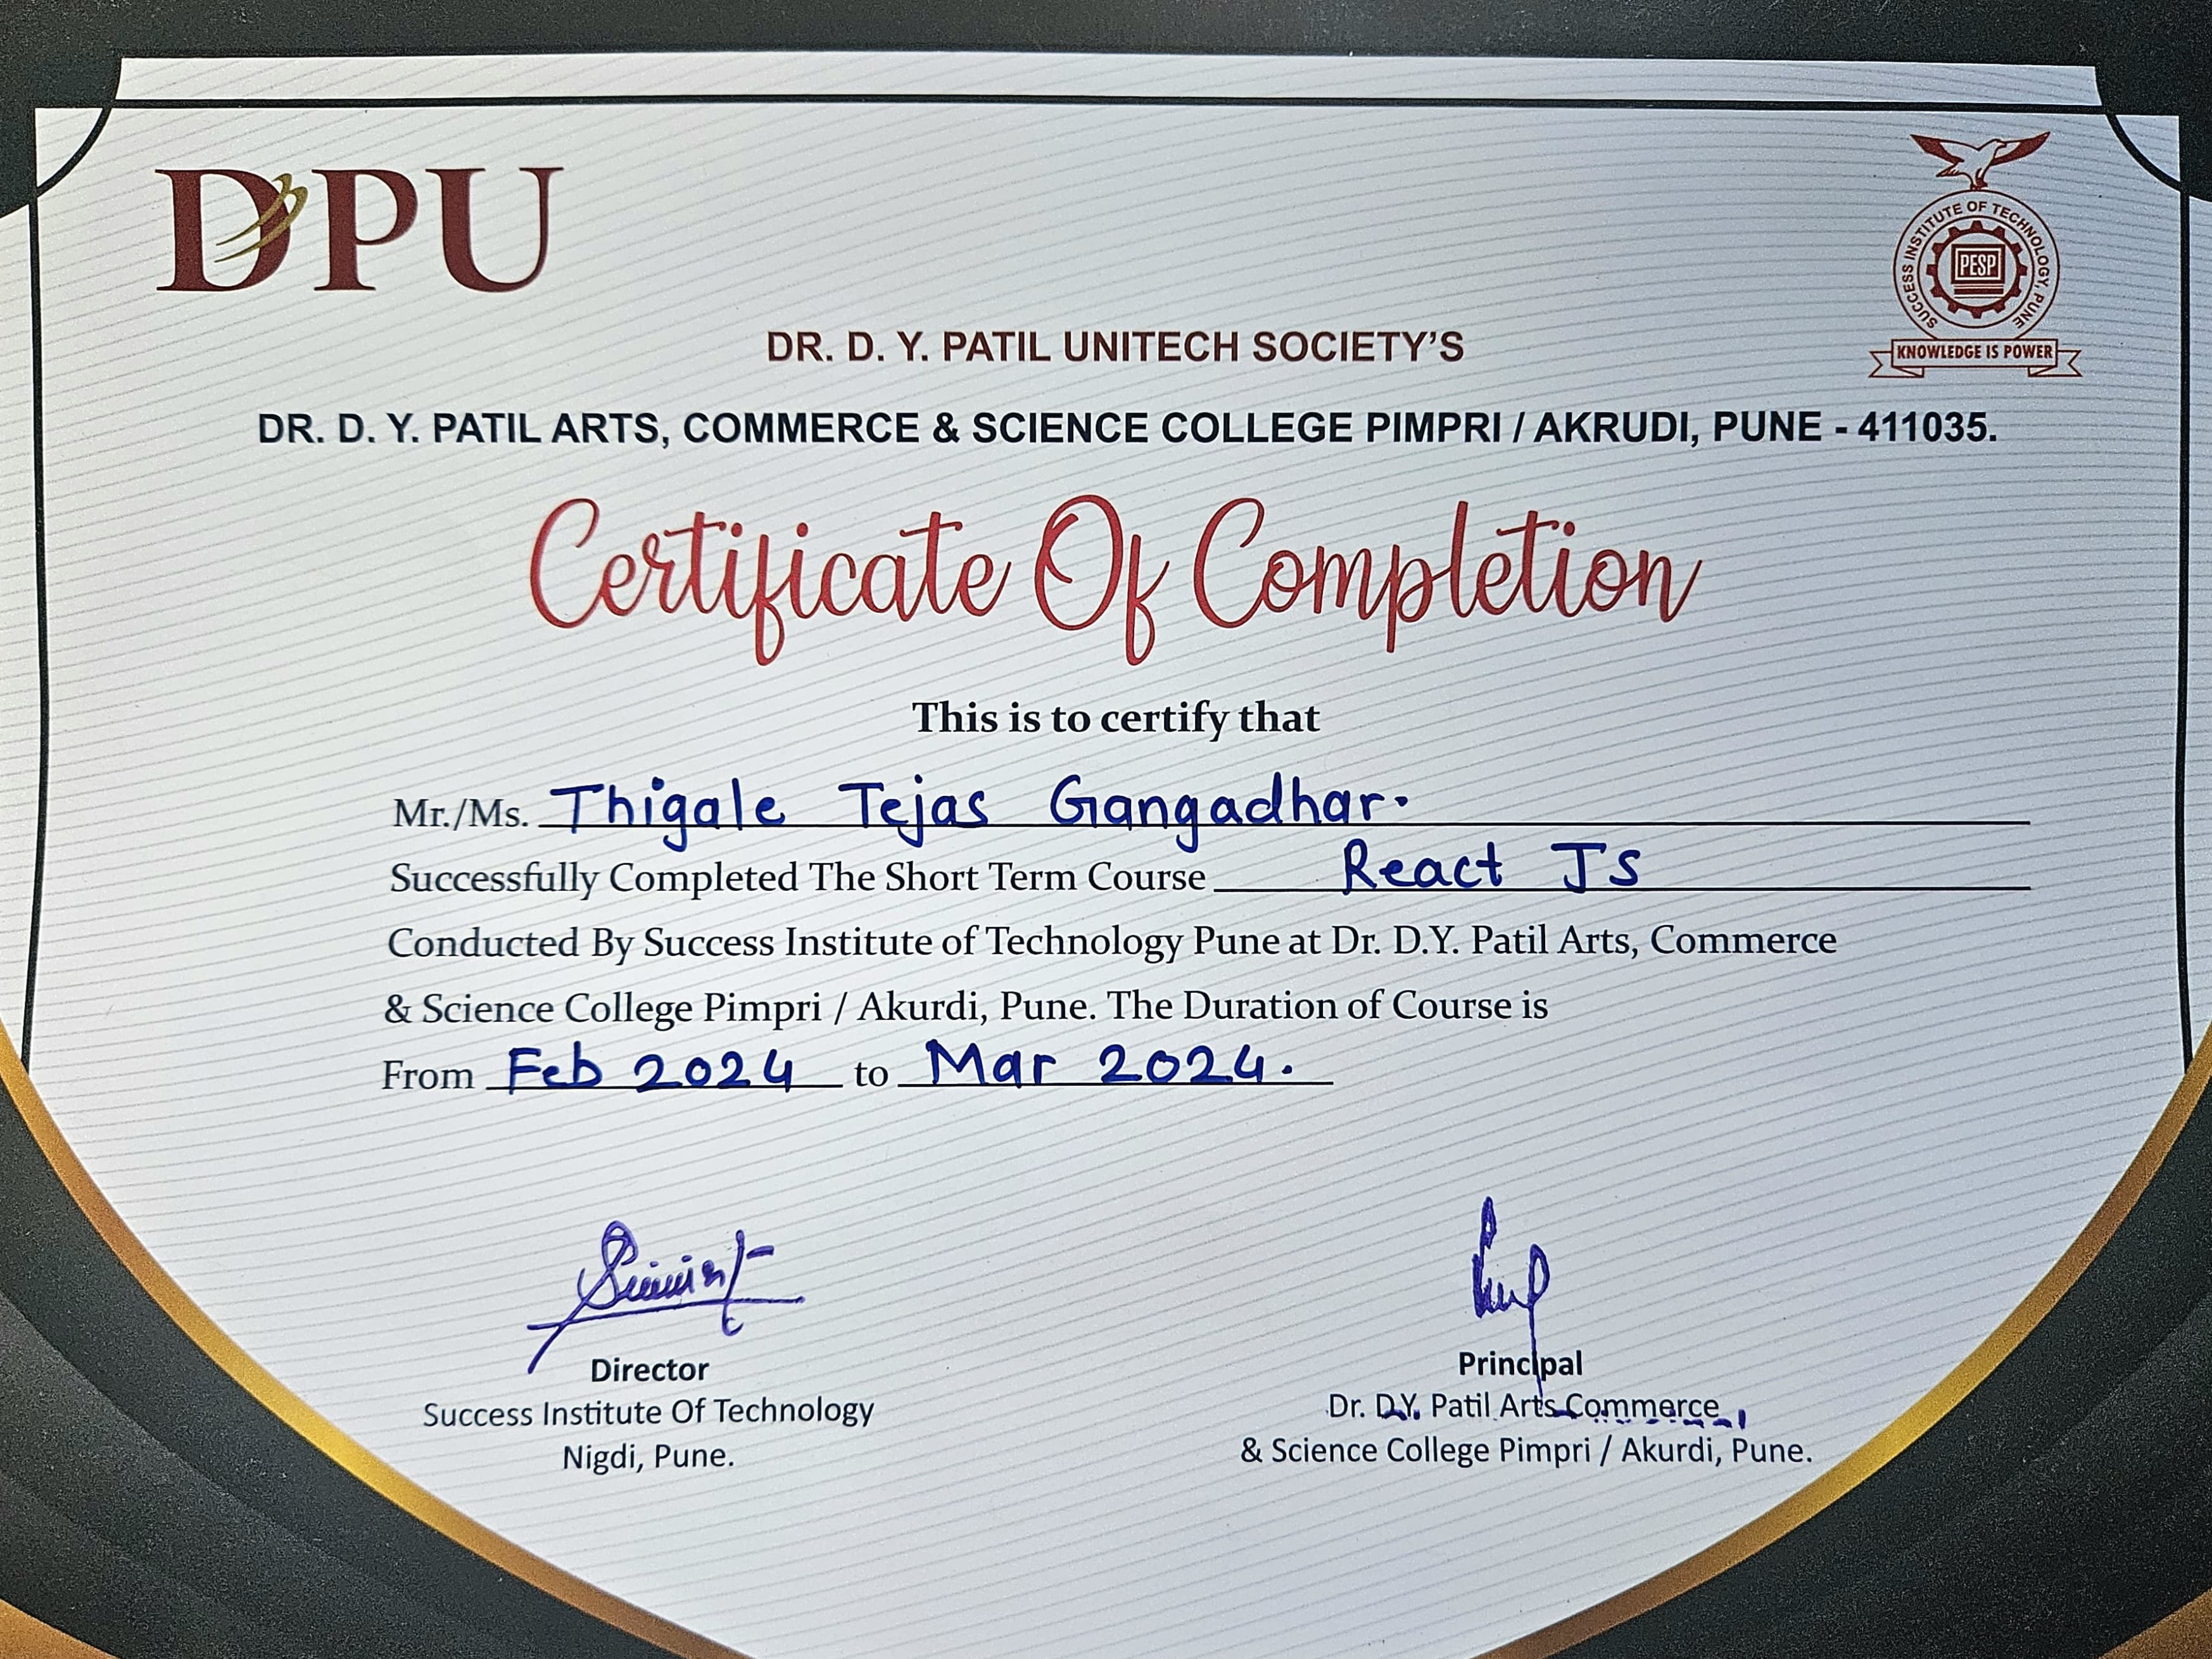 DPU
SUCCESS INSTITUTE OF TECHNOLOGY, PUNE
PESP
KNOWLEDGE IS POWER
DR. D. Y. PATIL UNITECH SOCIETY'S
DR. D. Y. PATIL ARTS, COMMERCE & SCIENCE COLLEGE PIMPRI / AKRUDI, PUNE - 411035.
Certificate Of Completion
This is to certify that
Mr./Ms. Thigale Tejas Gangadhar.
Successfully Completed The Short Term Course React JS
Conducted By Success Institute of Technology Pune at Dr. D.Y. Patil Arts, Commerce
& Science College Pimpri / Akurdi, Pune. The Duration of Course is
From Feb 2024 to Mar 2024.
Director
Success Institute Of Technology
Nigdi, Pune.
Principal
Dr. D.Y. Patil Arts Commerce
& Science College Pimpri / Akurdi, Pune.